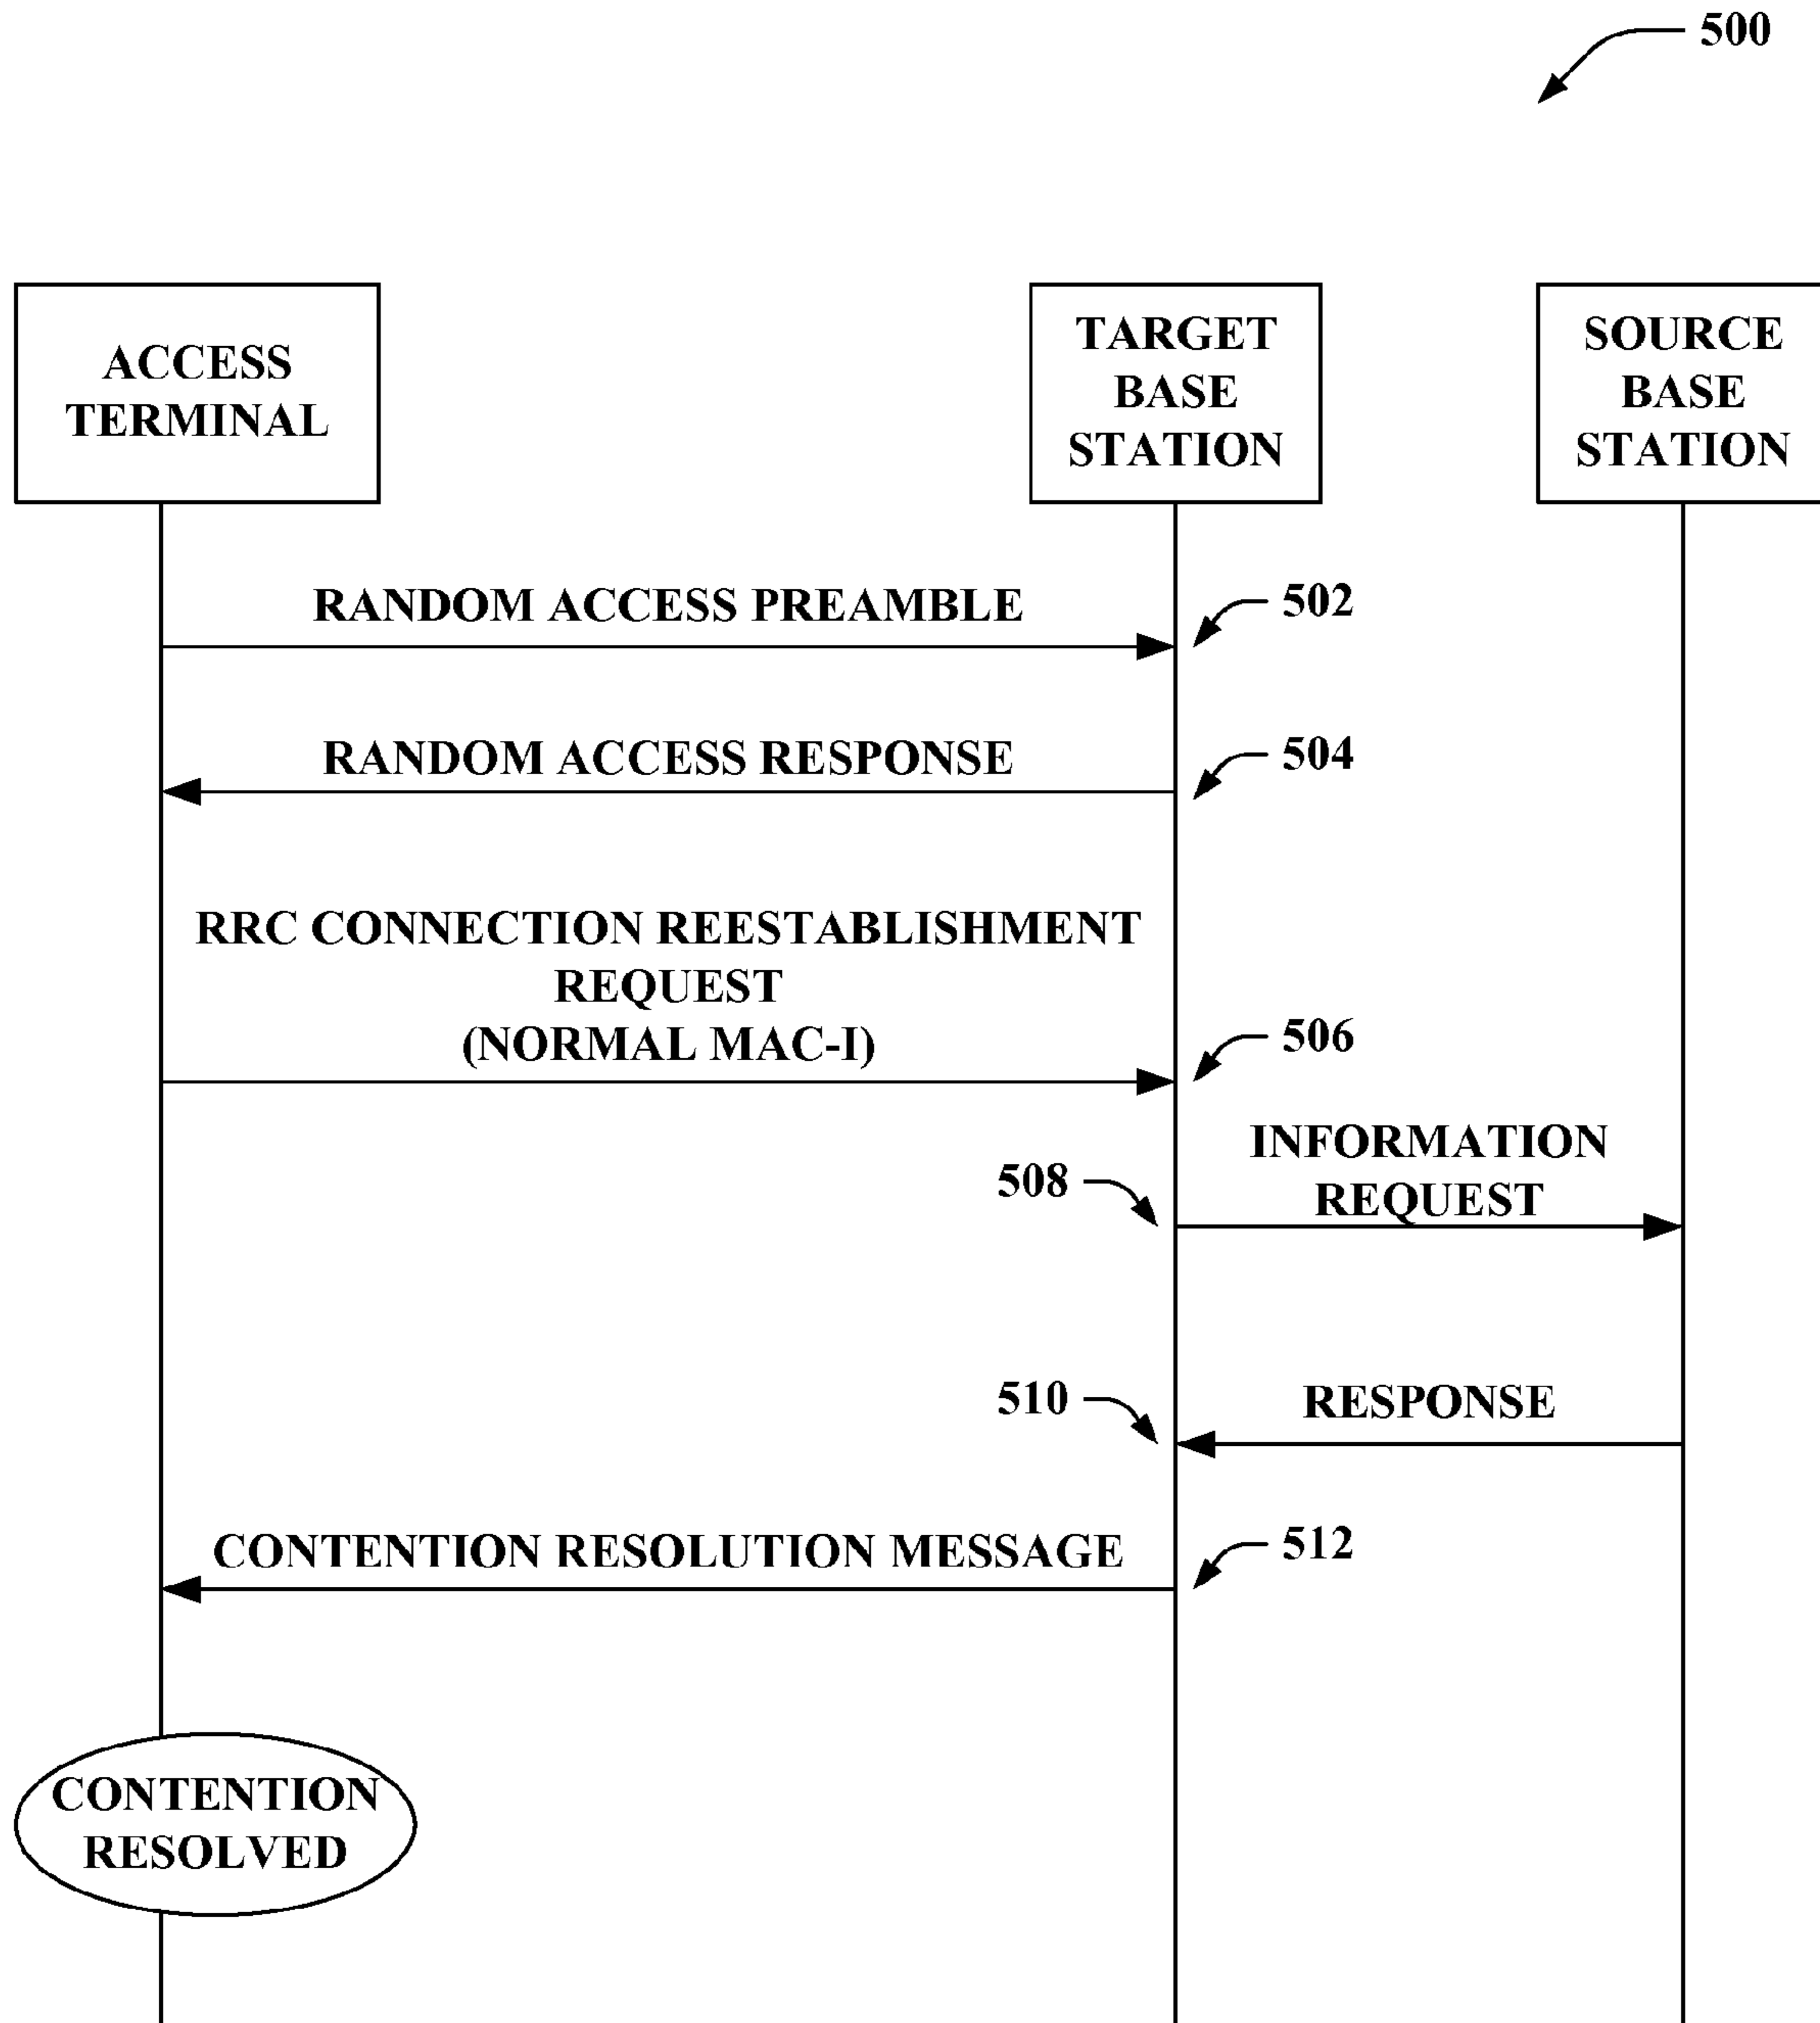 500
ACCESS
TERMINAL
TARGET
BASE
STATION
SOURCE
BASE
STATION
RANDOM ACCESS PREAMBLE
502
RANDOM ACCESS RESPONSE
504
RRC CONNECTION REESTABLISHMENT
REQUEST
(NORMAL MAC-I)
506
INFORMATION
REQUEST
508
RESPONSE
510
CONTENTION RESOLUTION MESSAGE
512
CONTENTION
RESOLVED